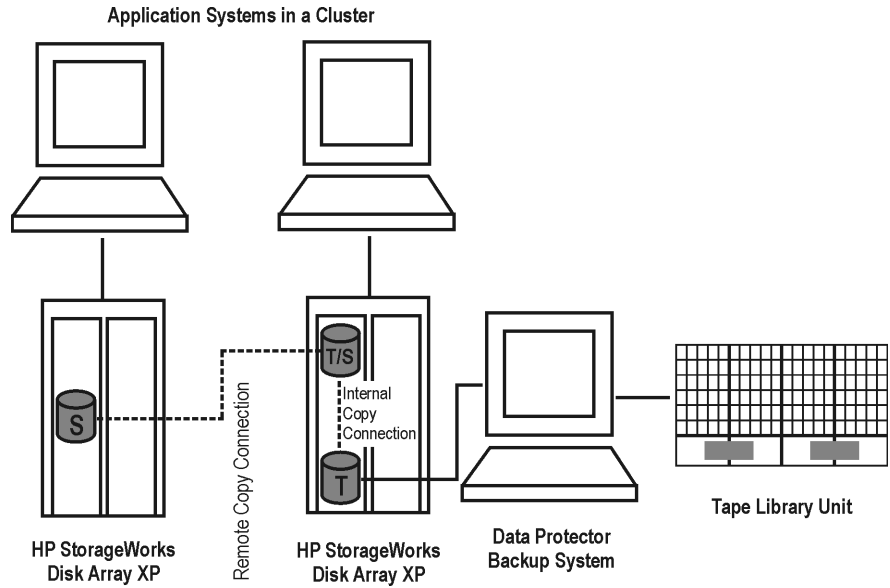 Application Systems in a Cluster
T/S
S
Internal
Copy
Connection
T
Remote Copy Connection
HP StorageWorks
Disk Array XP
HP StorageWorks
Disk Array XP
Data Protector
Backup System
Tape Library Unit